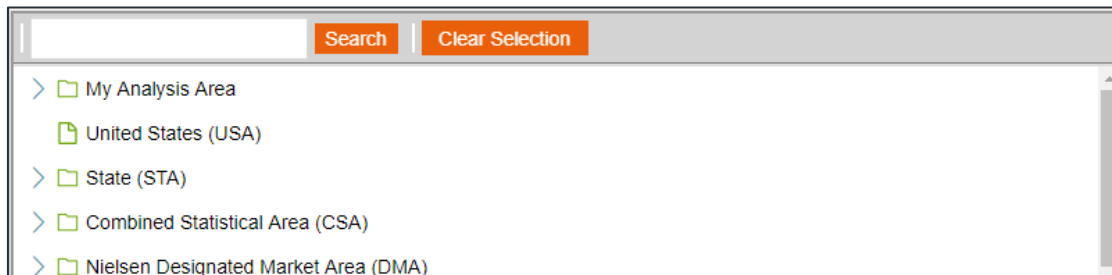 Search Clear Selection
My Analysis Area
United States (USA)
State (STA)
Combined Statistical Area (CSA)
Nielsen Designated Market Area (DMA)